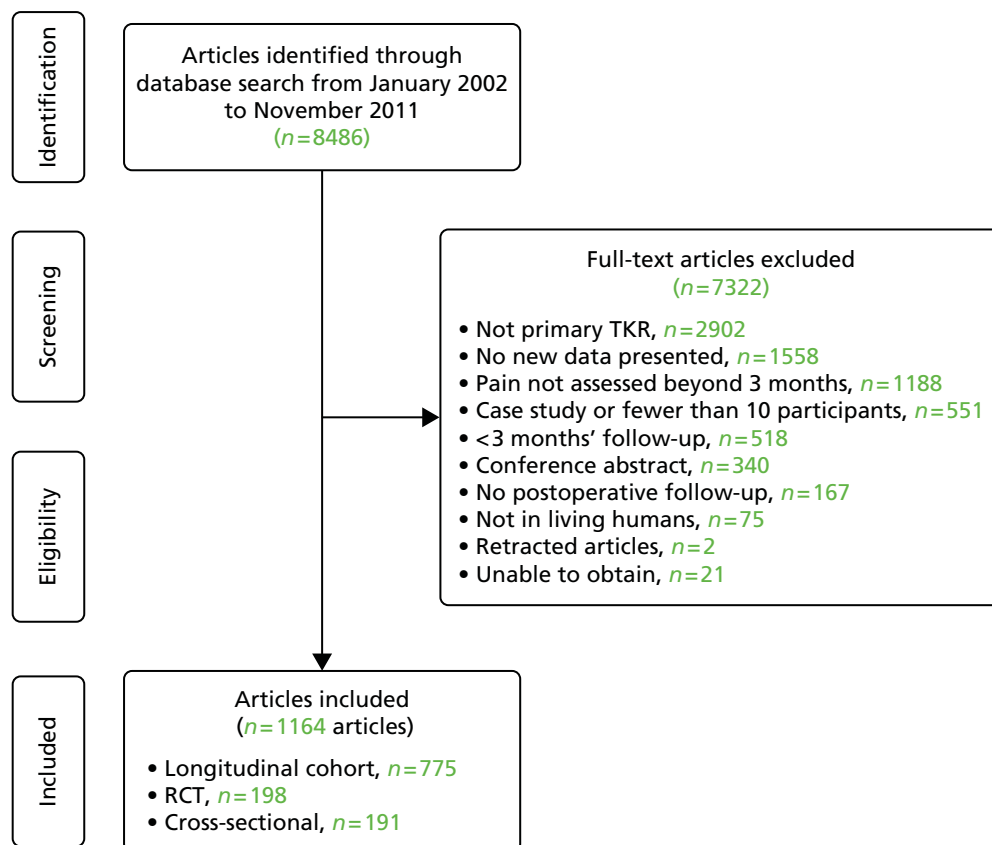 Identification
Articles identified through
database search from January 2002
to November 2011
(n=8486)
Screening
Full-text articles excluded
(n=7322)
• Not primary TKR, n=2902
• No new data presented, n=1558
• Pain not assessed beyond 3 months, n=1188
• Case study or fewer than 10 participants, n=551
• <3 months' follow-up, n=518
• Conference abstract, n=340
• No postoperative follow-up, n=167
• Not in living humans, n=75
• Retracted articles, n=2
• Unable to obtain, n=21
Eligibility
Included
Articles included
(n=1164 articles)
• Longitudinal cohort, n=775
• RCT, n=198
• Cross-sectional, n=191